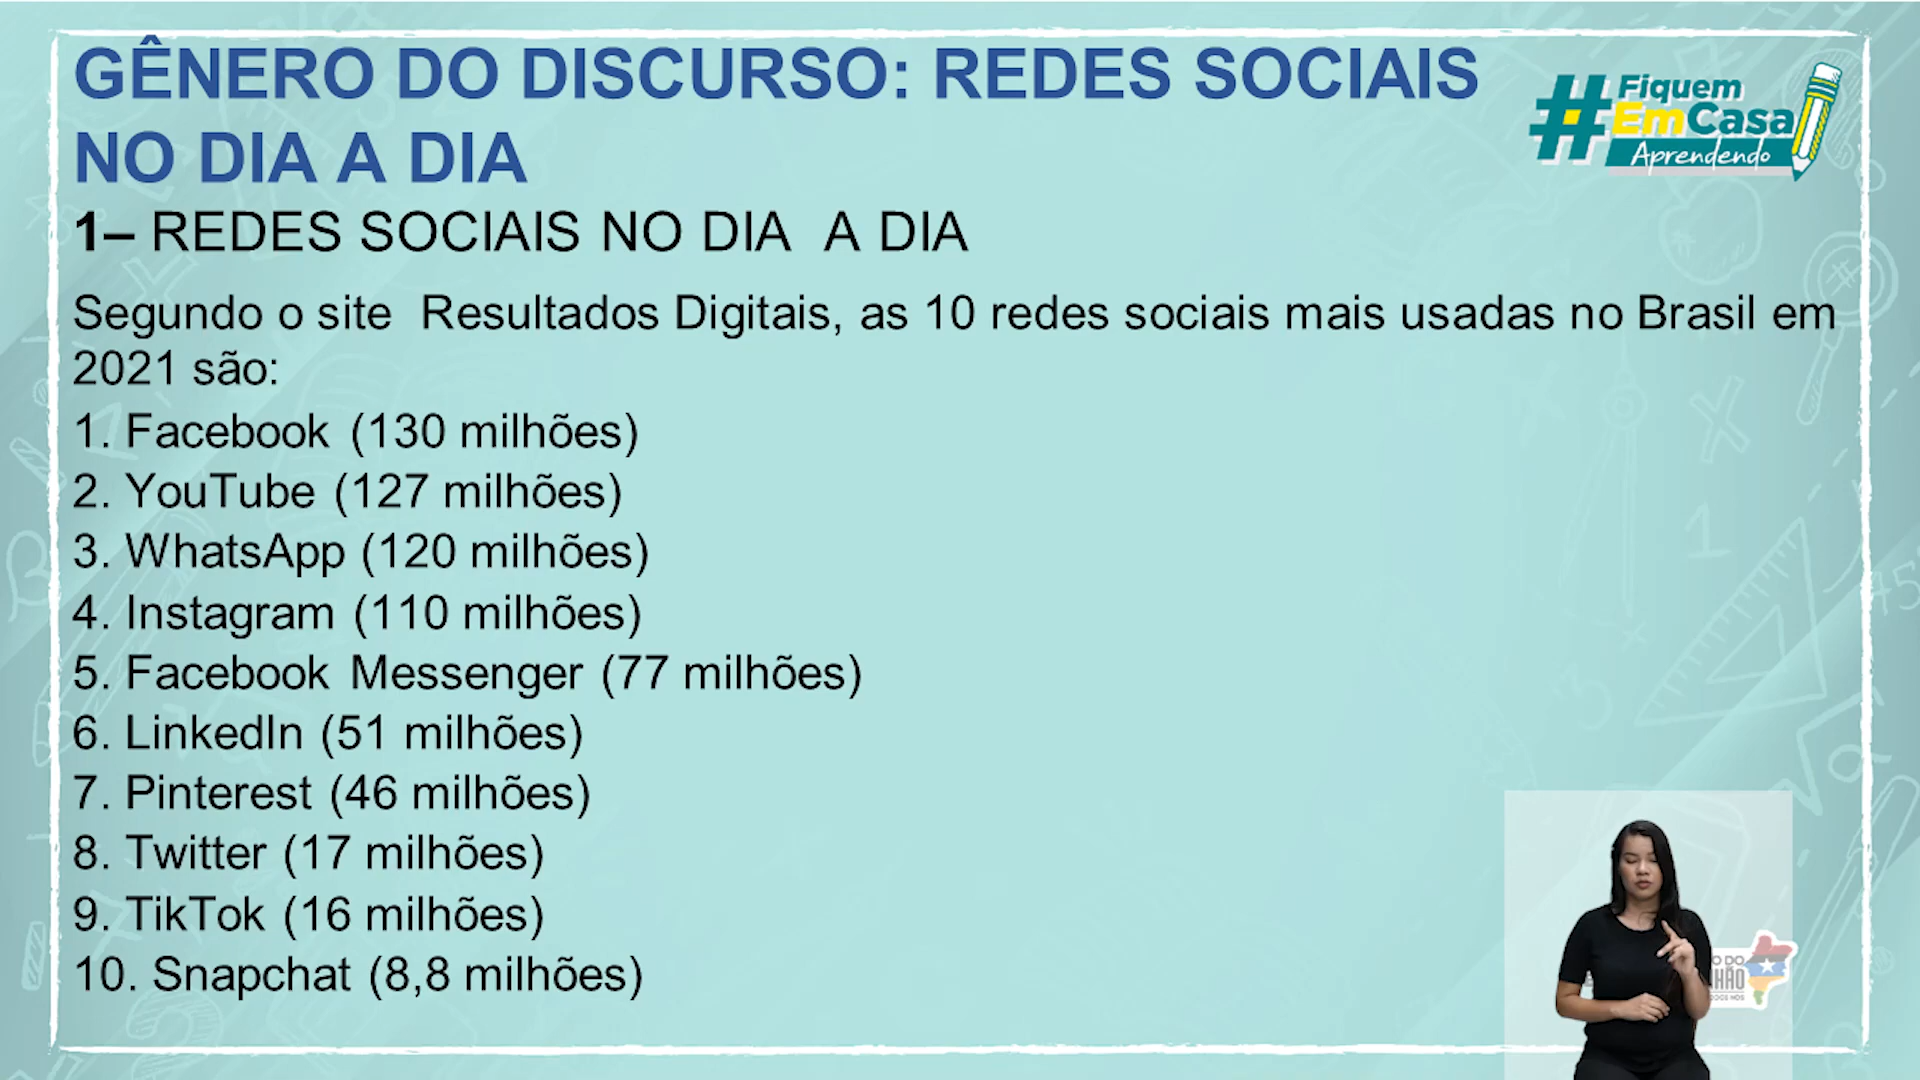 GÊNERO DO DISCURSO: REDES SOCIAIS
NO DIA A DIA
#Fiquem
EmCasa
Aprendendo
1– REDES SOCIAIS NO DIA A DIA
Segundo o site Resultados Digitais, as 10 redes sociais mais usadas no Brasil em
2021 são:
1. Facebook (130 milhões)
2. YouTube (127 milhões)
3. WhatsApp (120 milhões)
4. Instagram (110 milhões)
5. Facebook Messenger (77 milhões)
6. LinkedIn (51 milhões)
7. Pinterest (46 milhões)
8. Twitter (17 milhões)
9. TikTok (16 milhões)
10. Snapchat (8,8 milhões)